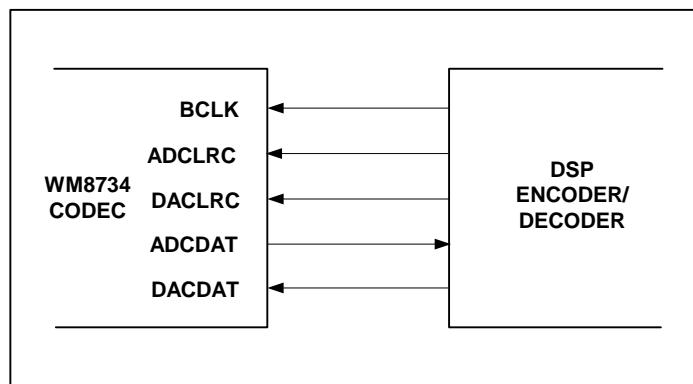 BCLK
ADCLRC
WM8734
CODEC
DACLRC
ADCDAT
DACDAT
DSP
ENCODER/
DECODER